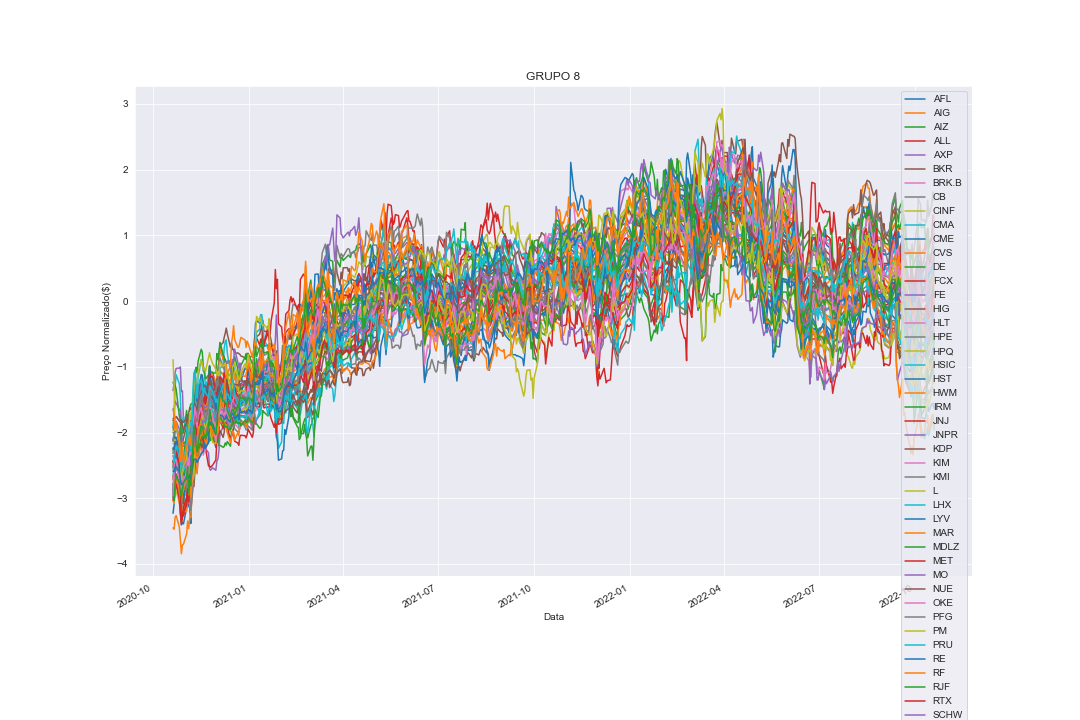 GRUPO 8
Preço Normalizado($)
3
2
1
0
−1
−2
−3
−4
2020-10
2021-01
2021-04
2021-07
2021-10
2022-01
2022-04
2022-07
Data
AFL
AIG
AIZ
ALL
AXP
BKR
BRK.B
CB
CINF
CMA
CME
CVS
DE
FCX
FE
HIG
HLT
HPE
HPQ
HSIC
HST
HWM
IRM
JNJ
JNPR
KDP
KIM
KMI
L
LHX
LYV
MAR
MDLZ
MET
MO
NUE
OKE
PFG
PM
PRU
RE
RF
RJF
RTX
SCHW